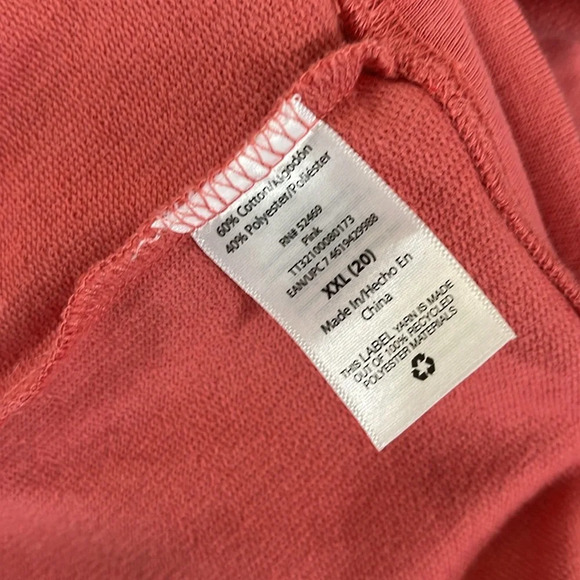 60% Cotton/Algodón
40% Polyester/Poliéster
RN# 52469
Pink
TT32100080173
EAN/UPC 7 4619429988
XXL (20)
Made In/Hecho En
China
THIS LABEL YARN IS MADE
OUT OF 100% RECYCLED
POLYESTER MATERIALS